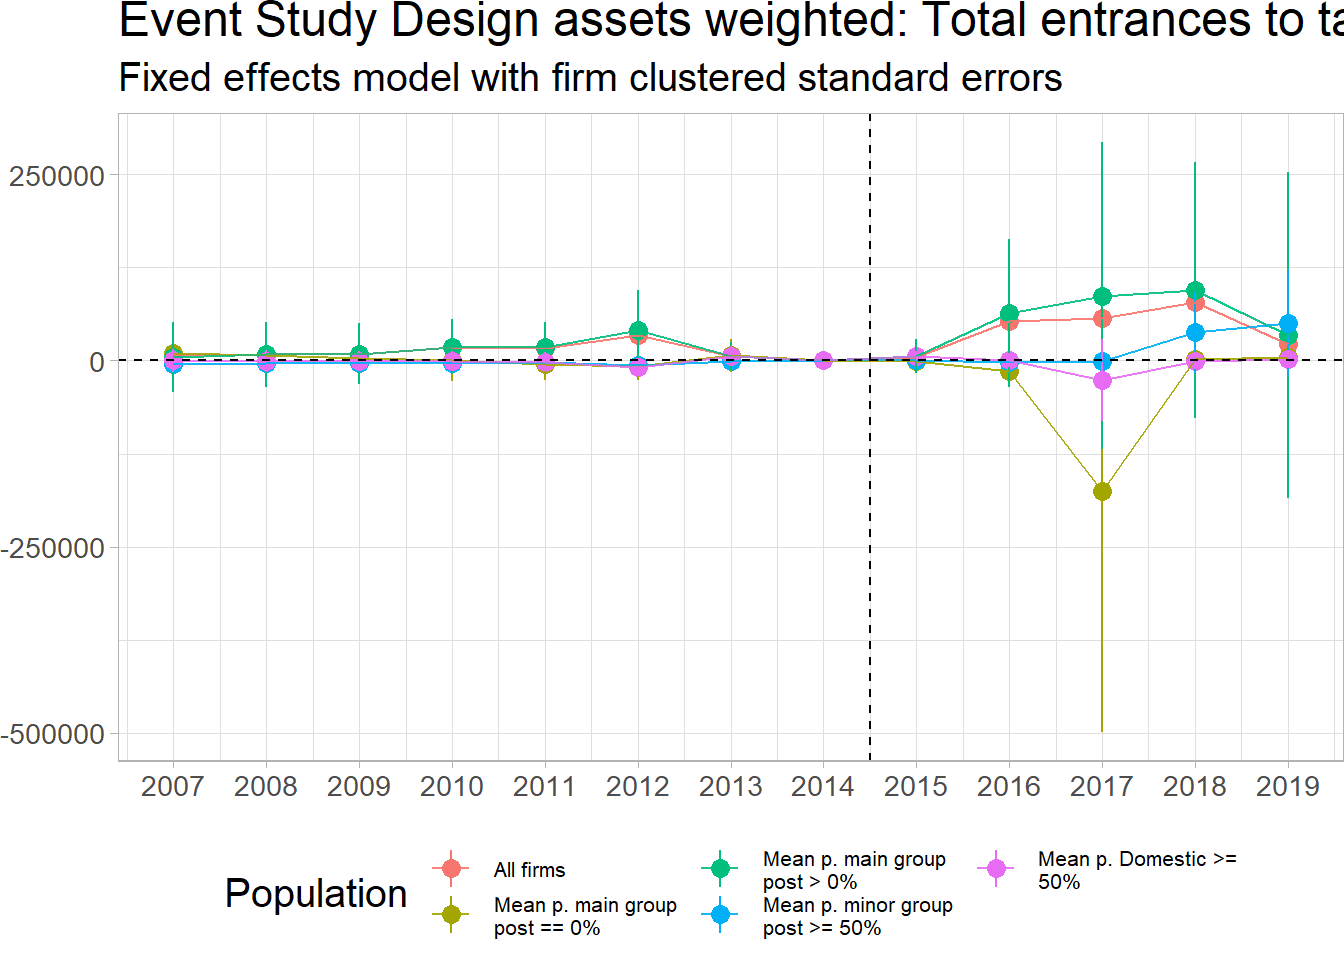 Event Study Design assets weighted: Total entrances to
Fixed effects model with firm clustered standard errors
250000
0
-250000
-500000
2007 2008 2009 2010 2011 2012 2013 2014 2015 2016 2017 2018 2019
Population
All firms
Mean p. main group
post == 0%
Mean p. main group
post > 0%
Mean p. minor group
post >= 50%
Mean p. Domestic >=
50%